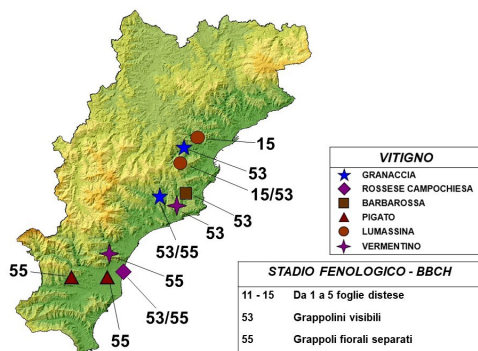 15
53
15/53
53
53
53/55
55
55
53/55
55
VITIGNO
GRANACCIA
ROSSESE CAMPOCHIESA
BARBAROSSA
PIGATO
LUMASSINA
VERMENTINO
STADIO FENOLOGICO - BBCH
11 - 15 Da 1 a 5 foglie distese
53 Grappolini visibili
55 Grappoli fiorali separati